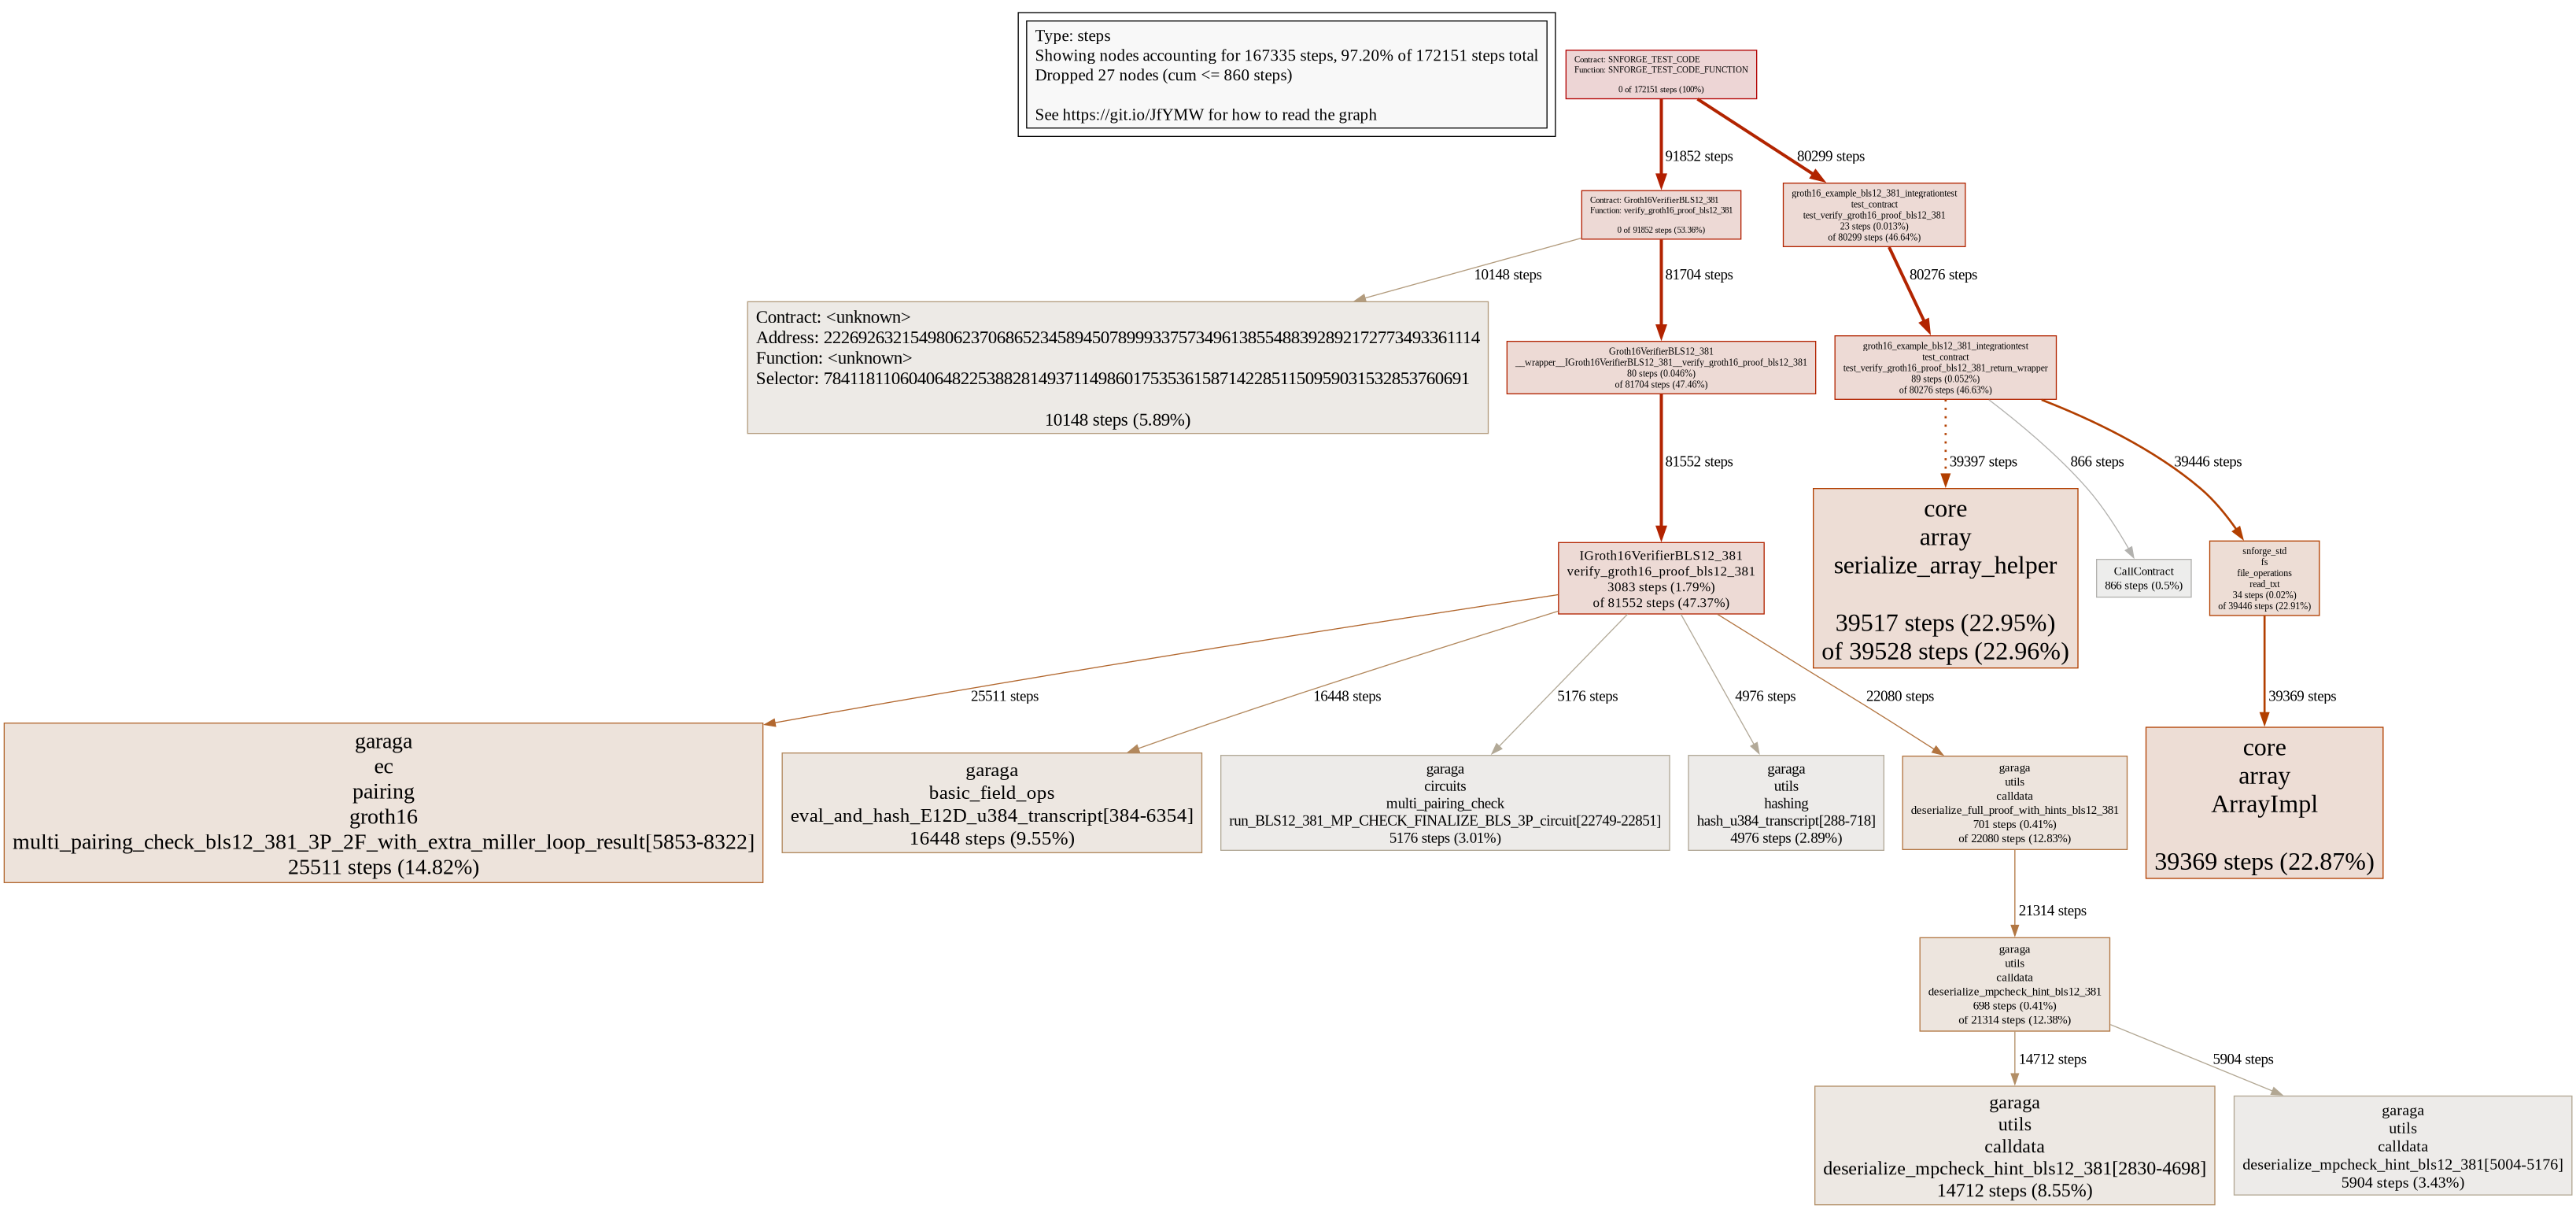 Type: steps
Showing nodes accounting for 167335 steps, 97.20% of 172151 steps total
Dropped 27 nodes (cum <= 860 steps)
See https://git.io/JfYMW for how to read the graph
Contract: SNFORGE_TEST_CODE
Function: SNFORGE_TEST_CODE_FUNCTION
0 of 172151 steps (100%)
91852 steps
80299 steps
Contract: Groth16VerifierBLS12_381
Function: verify_groth16_proof_bls12_381
0 of 91852 steps (53.36%)
groth16_example_bls12_381_integrationtest
test_contract
test_verify_groth16_proof_bls12_381
23 steps (0.013%)
of 80299 steps (46.64%)
10148 steps
81704 steps
80276 steps
Contract: <unknown>
Address: 2226926321549806237068652345894507899933757349613855488392892172773493361114
Function: <unknown>
Selector: 784118110604064822538828149371149860175353615871422851150959031532853760691
10148 steps (5.89%)
Groth16VerifierBLS12_381
__wrapper__IGroth16VerifierBLS12_381__verify_groth16_proof_bls12_381
80 steps (0.046%)
of 81704 steps (47.46%)
groth16_example_bls12_381_integrationtest
test_contract
test_verify_groth16_proof_bls12_381_return_wrapper
89 steps (0.052%)
of 80276 steps (46.63%)
81552 steps
39397 steps
866 steps
39446 steps
IGroth16VerifierBLS12_381
verify_groth16_proof_bls12_381
3083 steps (1.79%)
of 81552 steps (47.37%)
core
array
serialize_array_helper
39517 steps (22.95%)
of 39528 steps (22.96%)
CallContract
866 steps (0.5%)
snforge_std
fs
file_operations
read_txt
34 steps (0.02%)
of 39446 steps (22.91%)
25511 steps
16448 steps
5176 steps
4976 steps
22080 steps
39369 steps
garaga
ec
pairing
groth16
multi_pairing_check_bls12_381_3P_2F_with_extra_miller_loop_result[5853-8322]
25511 steps (14.82%)
garaga
basic_field_ops
eval_and_hash_E12D_u384_transcript[384-6354]
16448 steps (9.55%)
garaga
circuits
multi_pairing_check
run_BLS12_381_MP_CHECK_FINALIZE_BLS_3P_circuit[22749-22851]
5176 steps (3.01%)
garaga
utils
hashing
hash_u384_transcript[288-718]
4976 steps (2.89%)
garaga
utils
calldata
deserialize_full_proof_with_hints_bls12_381
701 steps (0.41%)
of 22080 steps (12.83%)
core
array
ArrayImpl
39369 steps (22.87%)
21314 steps
garaga
utils
calldata
deserialize_mpcheck_hint_bls12_381
698 steps (0.41%)
of 21314 steps (12.38%)
14712 steps
5904 steps
garaga
utils
calldata
deserialize_mpcheck_hint_bls12_381[2830-4698]
14712 steps (8.55%)
garaga
utils
calldata
deserialize_mpcheck_hint_bls12_381[5004-5176]
5904 steps (3.43%)